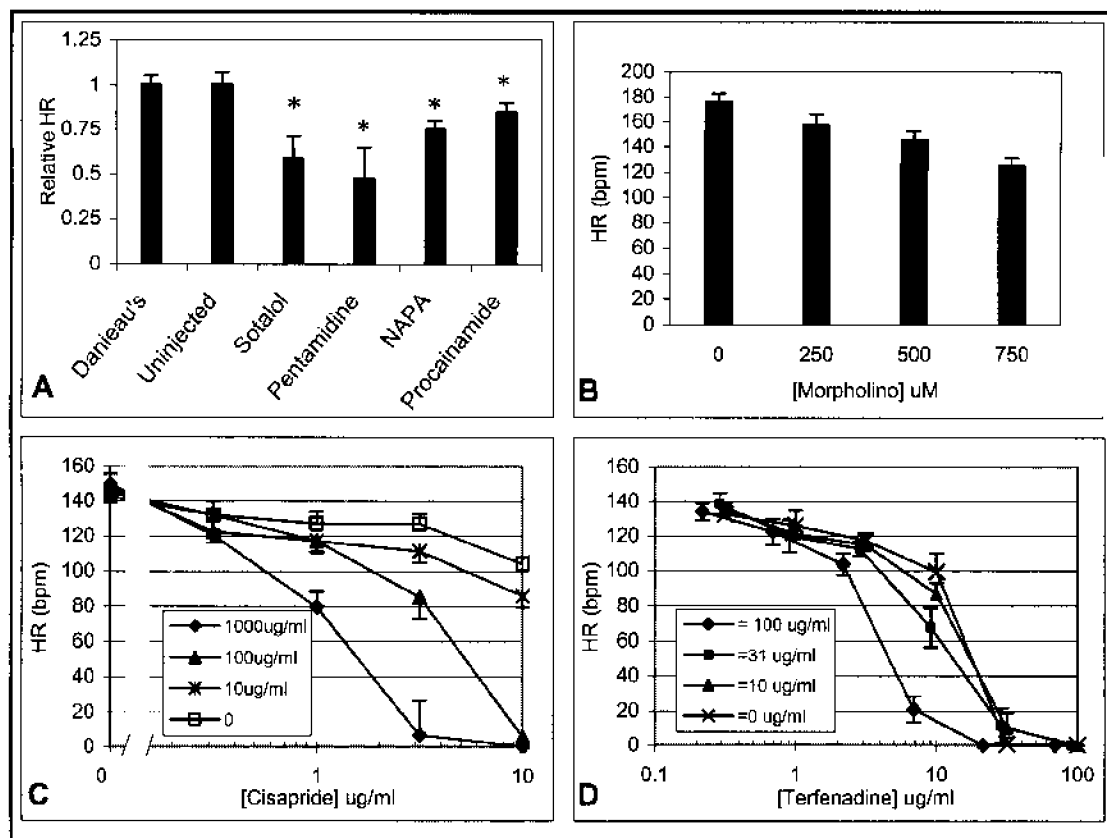 1.25
1
0.75
0.5
0.25
0
Relative HR
*
*
*
*
Danieau's
Uninjected
Sotalol
Pentamidine
NAPA
Procainamide
A
200
180
160
140
120
100
80
60
40
20
0
HR (bpm)
0 250 500 750
[Morpholino] uM
B
160
140
120
100
80
60
40
20
0
HR (bpm)
1000ug/ml
100ug/ml
10ug/ml
0
0 1 10
[Cisapride] ug/ml
C
160
140
120
100
80
60
40
20
0
HR (bpm)
= 100 ug/ml
=31 ug/ml
=10 ug/ml
=0 ug/ml
0.1 1 10 100
[Terfenadine] ug/ml
D